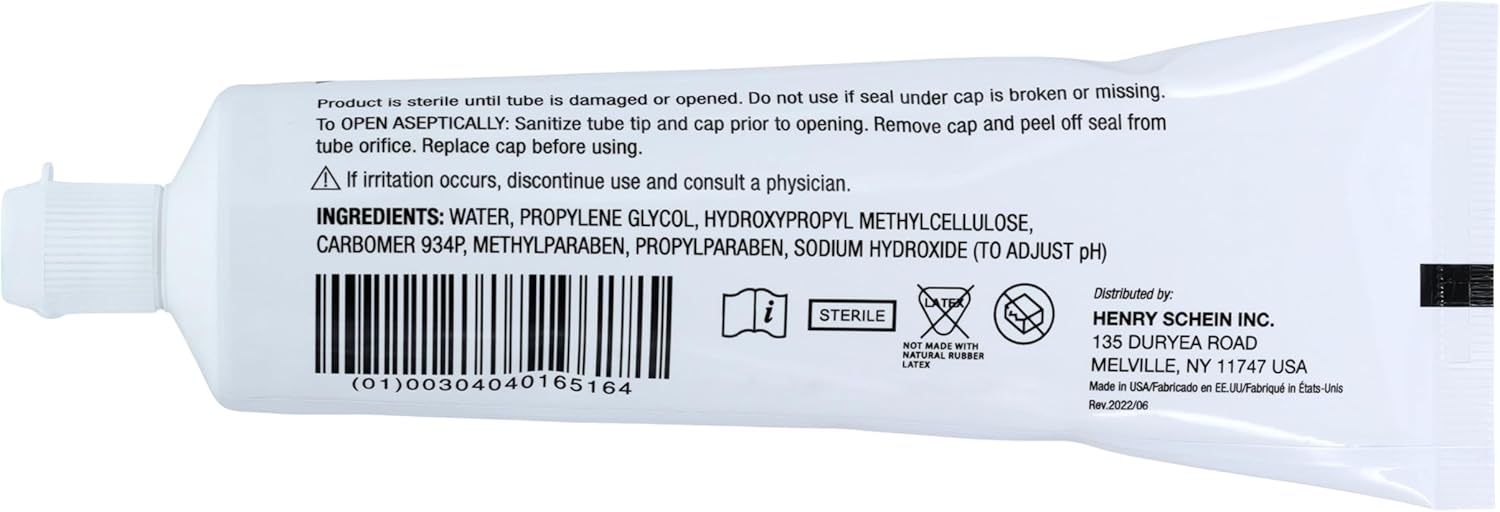 Product is sterile until tube is damaged or opened. Do not use if seal under cap is broken or missing.
To OPEN ASEPTICALLY: Sanitize tube tip and cap prior to opening. Remove cap and peel off seal from
tube orifice. Replace cap before using.
If irritation occurs, discontinue use and consult a physician.
INGREDIENTS: WATER, PROPYLENE GLYCOL, HYDROXYPROPYL METHYLCELLULOSE,
CARBOMER 934P, METHYLPARABEN, PROPYLPARABEN, SODIUM HYDROXIDE (TO ADJUST pH)
(01)00304040165164
i
STERILE
LATEX
NOT MADE WITH
NATURAL RUBBER
LATEX
Distributed by:
HENRY SCHEIN INC.
135 DURYEA ROAD
MELVILLE, NY 11747 USA
Made in USA/Fabricado en EE.UU/Fabriqué in États-Unis
Rev.2022/06